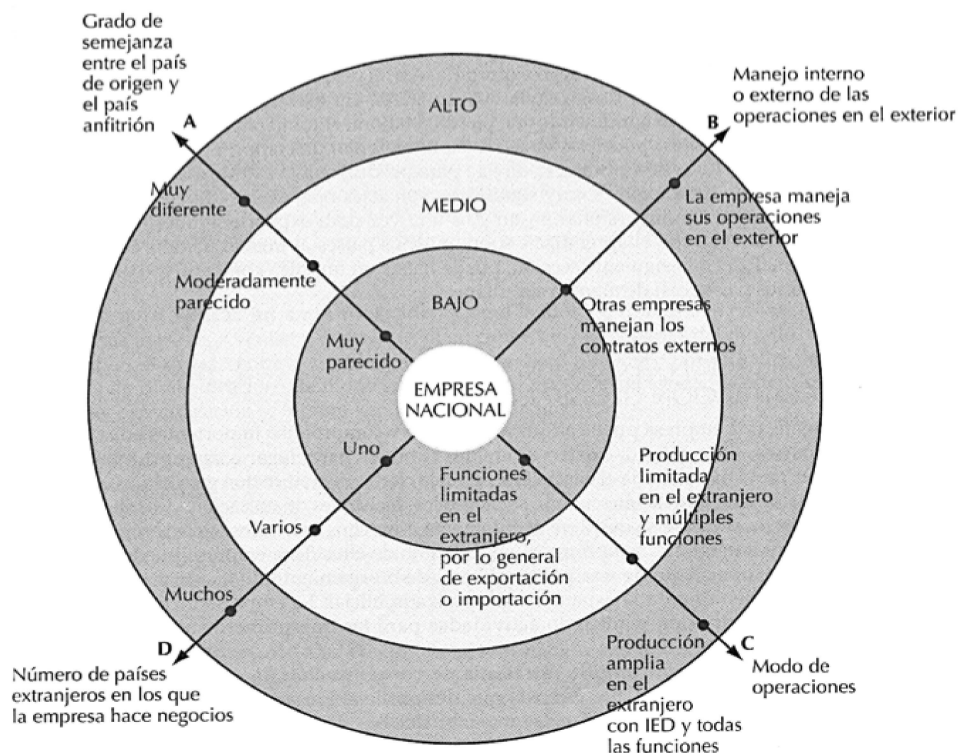 Grado de
semejanza
entre el país
de origen y
el país
anfitrión
A
Muy
diferente
Moderadamente
parecido
Muy
parecido
ALTO
MEDIO
BAJO
EMPRESA
NACIONAL
Manejo interno
o externo de las
operaciones en el exterior
B
La empresa maneja
sus operaciones
en el exterior
Otras empresas
manejan los
contratos externos
Uno
Varios
Muchos
D
Número de países
extranjeros en los que
la empresa hace negocios
Funciones
limitadas
en el
extranjero,
por lo general
de exportación
o importación
Producción
limitada
en el extranjero
y múltiples
funciones
Producción
amplia
en el
extranjero
con IED y todas
las funciones
C
Modo de
operaciones